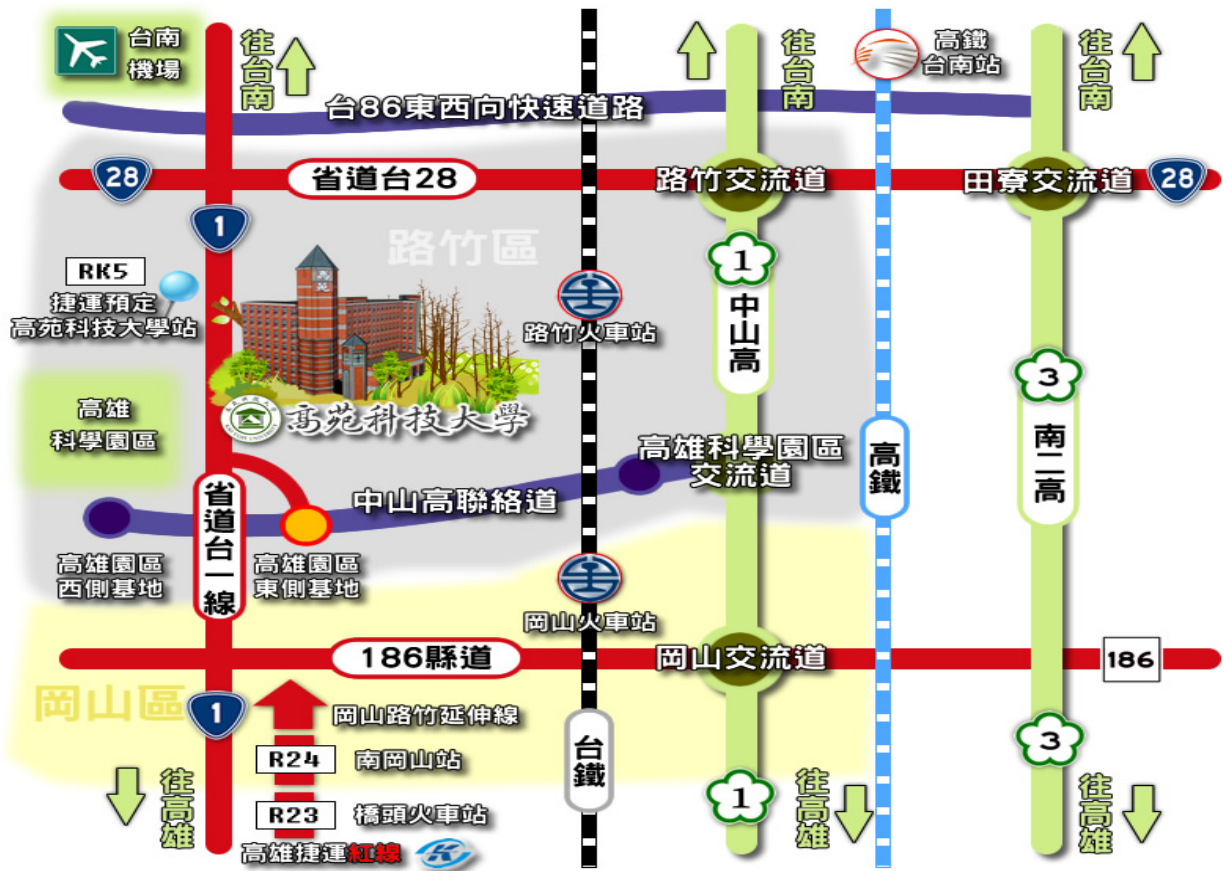 台南
機場
往台南
往台南
高鐵
台南站
往台南
台86東西向快速道路
28
省道台28
路竹交流道
田寮交流道
28
1
路竹區
RK5
捷運預定
高苑科技大學站
路竹火車站
1
中山高
3
南二高
高雄
科學園區
高苑科技大學
高雄科學園區
交流道
高鐵
省道台一線
中山高聯絡道
高雄園區
西側基地
高雄園區
東側基地
岡山火車站
186縣道
岡山交流道
186
岡山區
1
岡山路竹延伸線
R24
南岡山站
R23
橋頭火車站
高雄捷運紅線
K
台鐵
1
3
往高雄
往高雄
往高雄